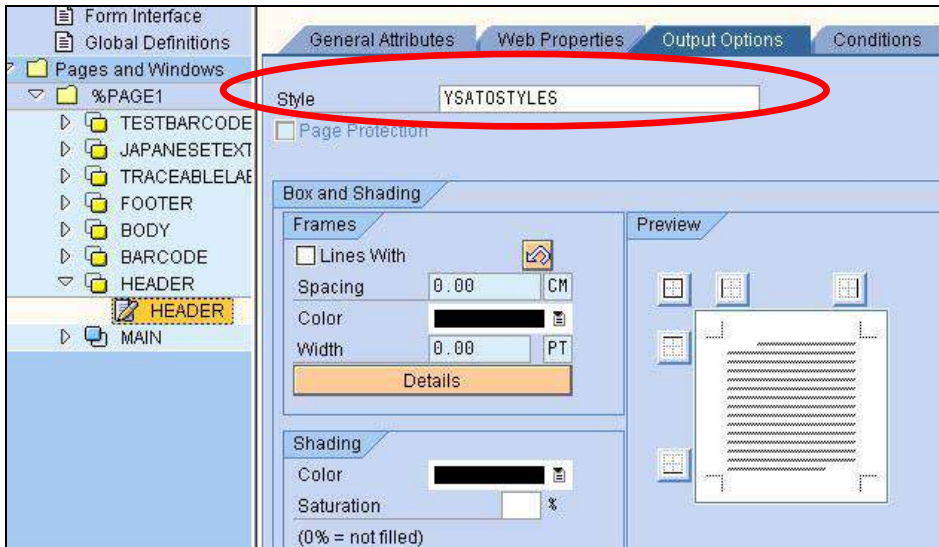 Form Interface
Global Definitions
Pages and Windows
%PAGE1
TESTBARCODE
JAPANESETEXT
TRACEABLELAE
FOOTER
BODY
BARCODE
HEADER
HEADER
MAIN
General Attributes Web Properties Output Options Conditions
Style YSATOSTYLES
Page Protection
Box and Shading
Frames
Lines With
Spacing 0.00 CM
Color
Width 0.00 PT
Details
Preview
Shading
Color
Saturation %
(0% = not filled)